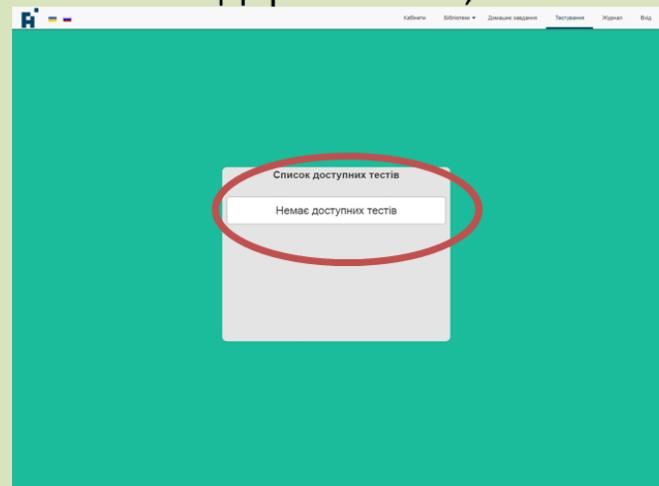 Кабінети Бібліотеки Домашнє завдання Тестування Журнал Вхід
Список доступних тестів
Немає доступних тестів